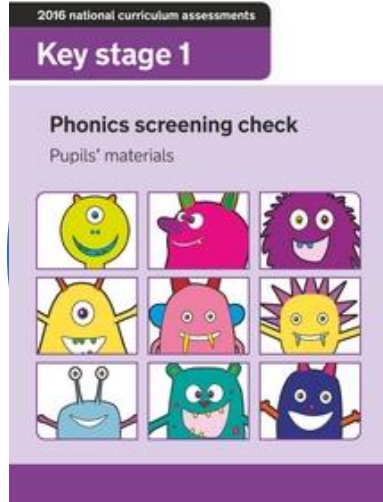 2016 national curriculum assessments
Key stage 1
Phonics screening check
Pupils' materials